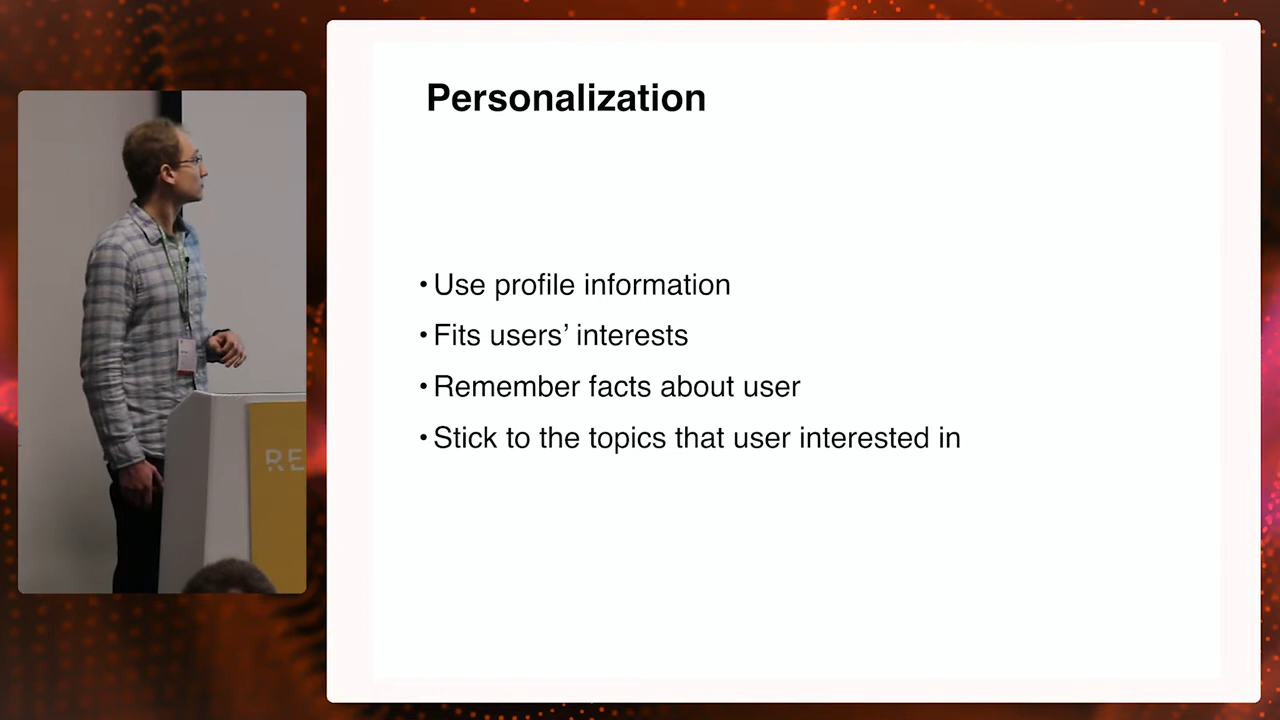 Personalization
• Use profile information
• Fits users’ interests
• Remember facts about user
• Stick to the topics that user interested in
RE